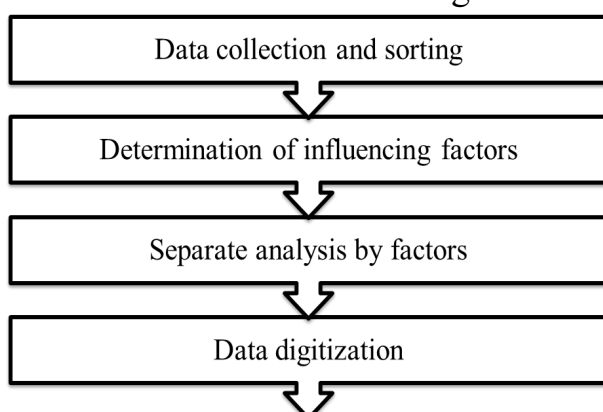 Data collection and sorting
Determination of influencing factors
Separate analysis by factors
Data digitization